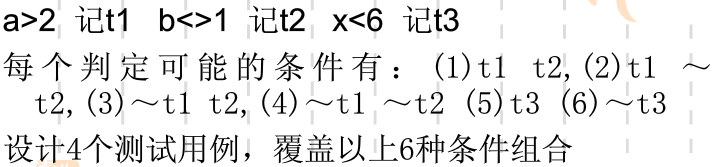 a>2 记t1 b<>1 记t2 x<6 记t3
每个判定可能的条件有：(1)t1 t2,(2)t1 ～
t2,(3)～t1 t2,(4)～t1 ～t2 (5)t3 (6)～t3
设计4个测试用例，覆盖以上6种条件组合